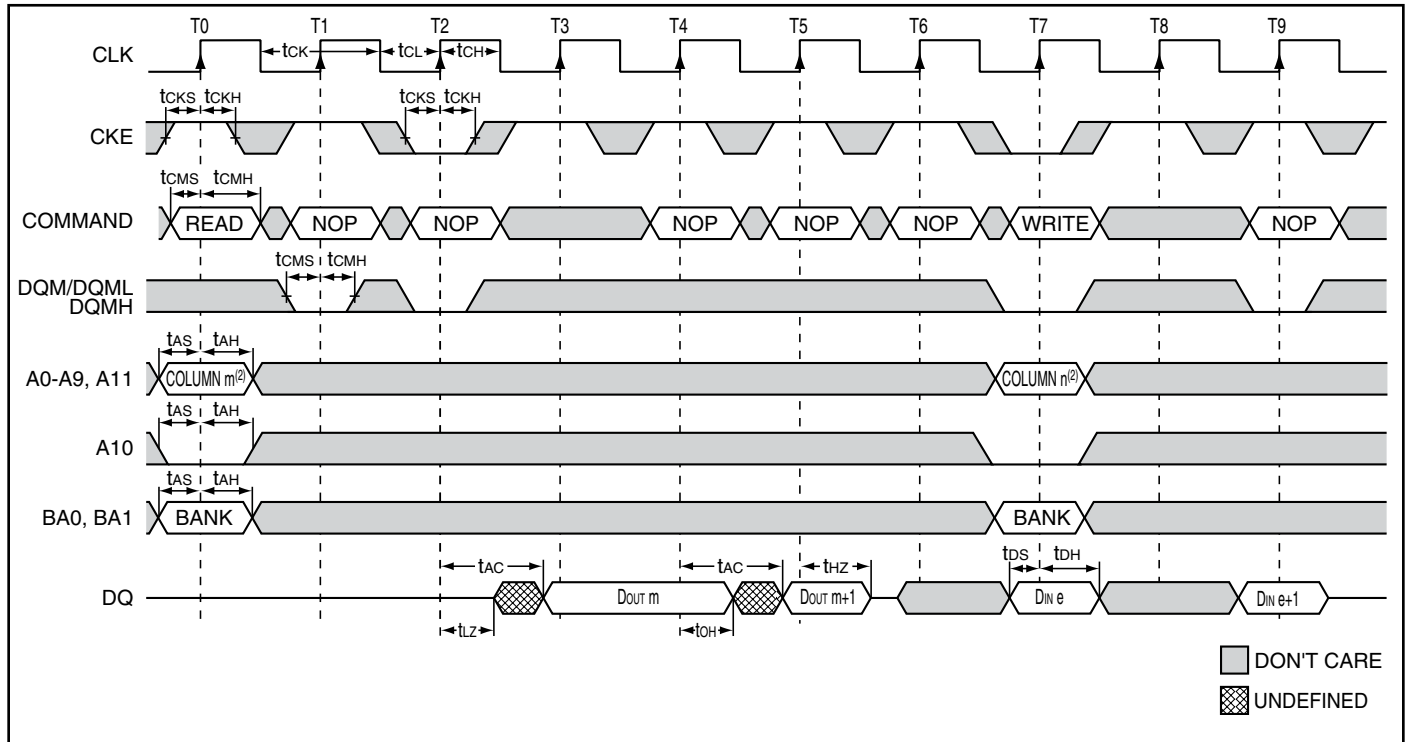 T0 T1 T2 T3 T4 T5 T6 T7 T8 T9
CLK tCK tCL tCH
tCKS tCKH tCKS tCKH
CKE
tCMS tCMH
COMMAND READ NOP NOP NOP NOP NOP WRITE NOP
tCMS tCMH
DQM/DQML
DQMH
tAS tAH
A0-A9, A11 COLUMN m(2) COLUMN n(2)
tAS tAH
A10
tAS tAH
BA0, BA1 BANK BANK
tAC tAC tHZ tDS tDH
DQ DOUT m DOUT m+1 DIN e DIN e+1
tLZ tOH
DON'T CARE
UNDEFINED